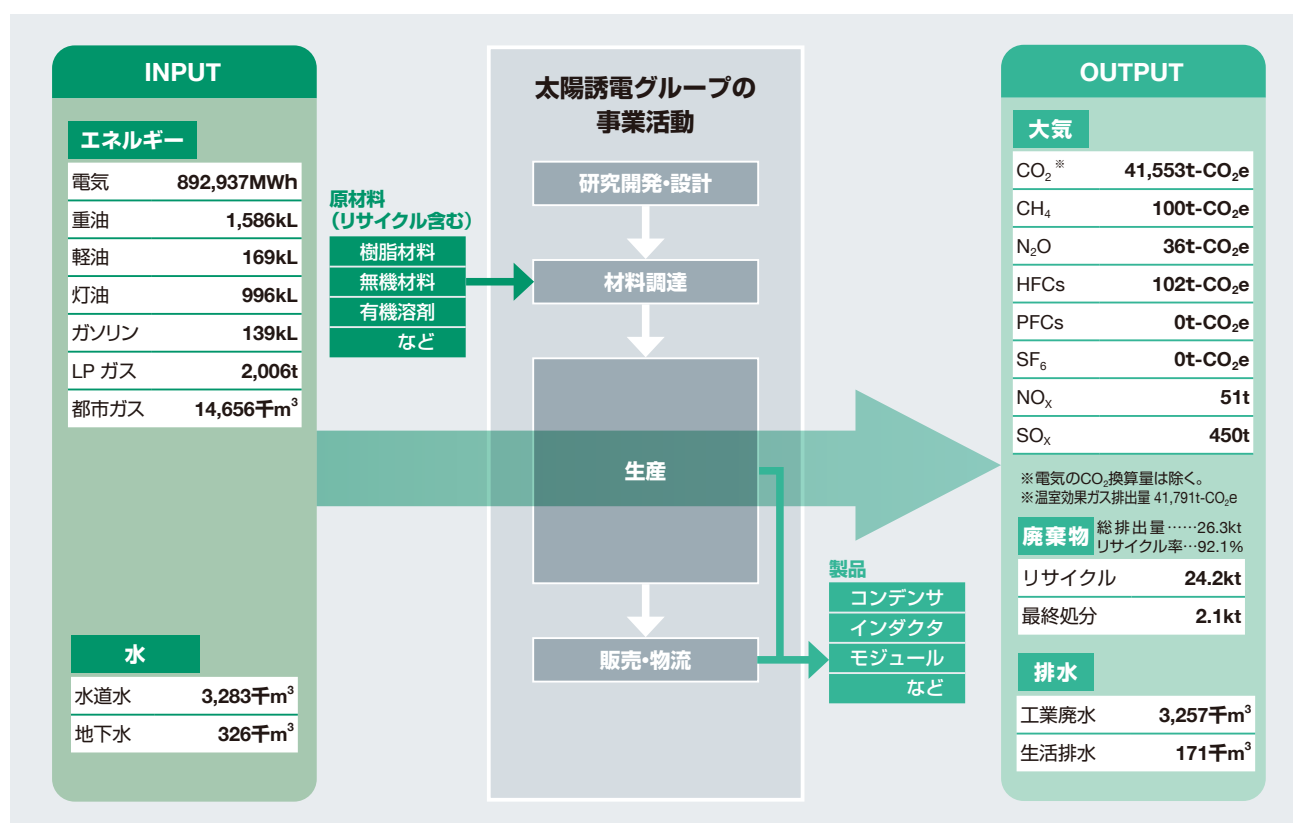 INPUT
エネルギー
電気 892,937MWh
重油 1,586kL
軽油 169kL
灯油 996kL
ガソリン 139kL
LP ガス 2,006t
都市ガス 14,656千m³
水
水道水 3,283千m³
地下水 326千m³
原材料
(リサイクル含む)
樹脂材料
無機材料
有機溶剤
など
太陽誘電グループの
事業活動
研究開発・設計
材料調達
生産
販売・物流
製品
コンデンサ
インダクタ
モジュール
など
OUTPUT
大気
CO₂※ 41,553t-CO₂e
CH₄ 100t-CO₂e
N₂O 36t-CO₂e
HFCs 102t-CO₂e
PFCs 0t-CO₂e
SF₆ 0t-CO₂e
NOX 51t
SOX 450t
※電気のCO₂換算量は除く。
※温室効果ガス排出量 41,791t-CO₂e
廃棄物
総排出量……26.3kt
リサイクル率…92.1%
リサイクル 24.2kt
最終処分 2.1kt
排水
工業廃水 3,257千m³
生活排水 171千m³